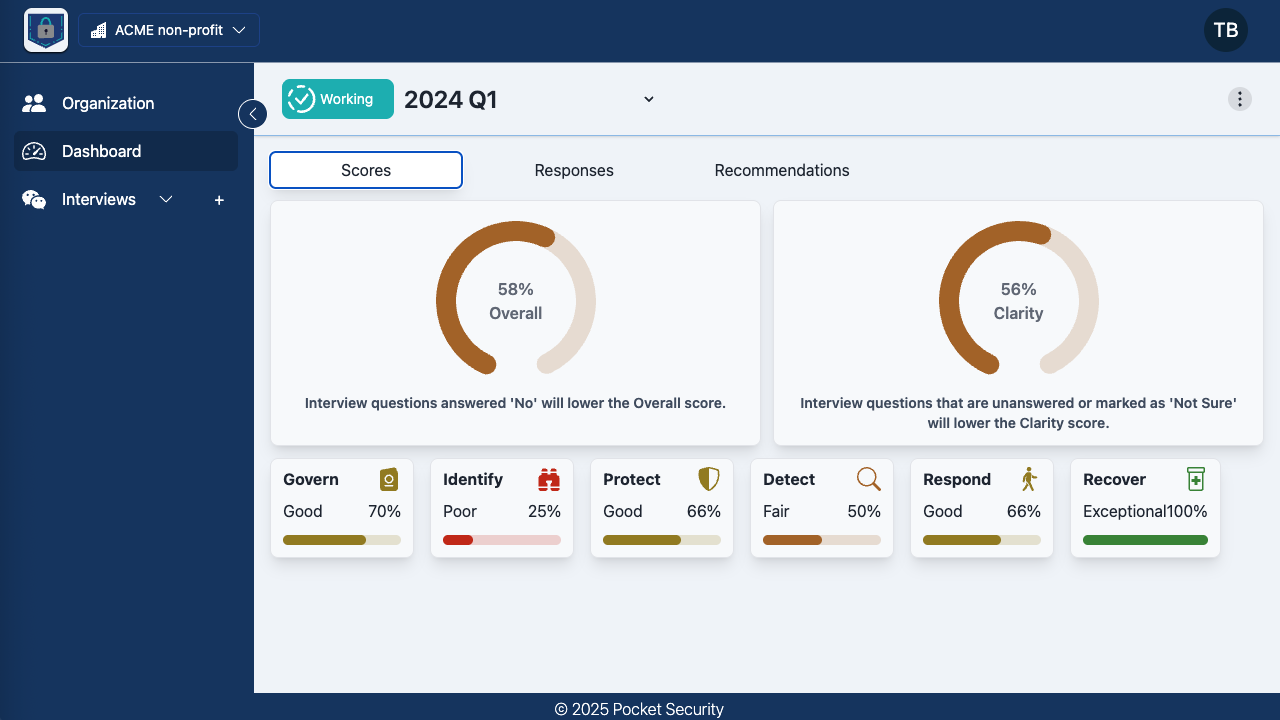 ACME non-profit
TB
Organization
Dashboard
Interviews
+
Working
2024 Q1
Scores
Responses
Recommendations
58%
Overall
Interview questions answered 'No' will lower the Overall score.
56%
Clarity
Interview questions that are unanswered or marked as 'Not Sure'
will lower the Clarity score.
Govern
Good 70%
Identify
Poor 25%
Protect
Good 66%
Detect
Fair 50%
Respond
Good 66%
Recover
Exceptional100%
© 2025 Pocket Security